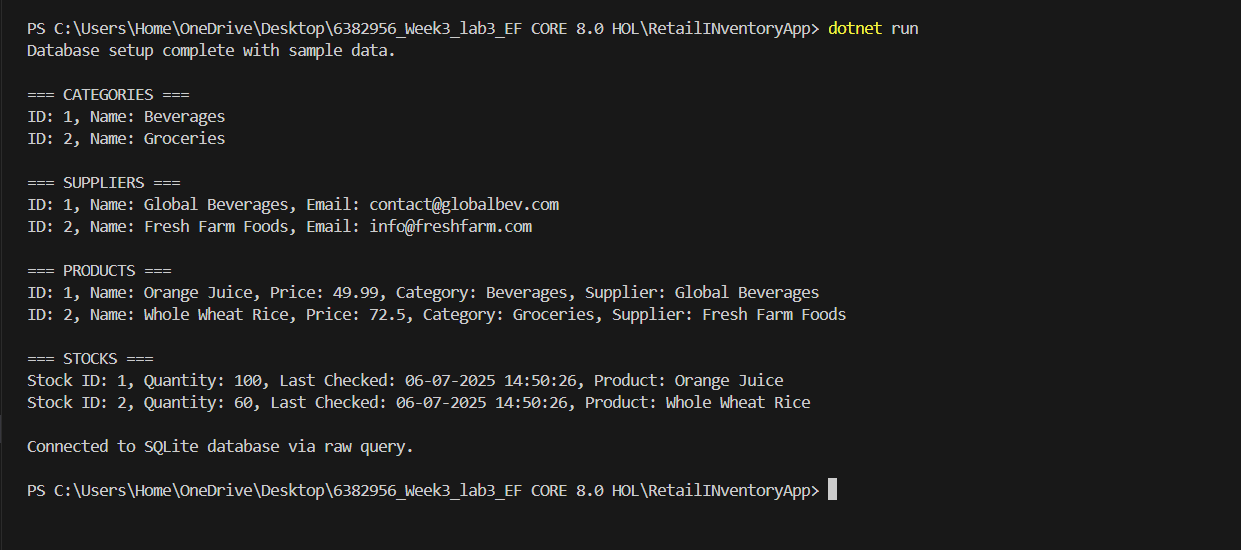 PS C:\Users\Home\OneDrive\Desktop\6382956_Week3_lab3_EF CORE 8.0 HOL\RetailINventoryApp> dotnet run
Database setup complete with sample data.
=== CATEGORIES ===
ID: 1, Name: Beverages
ID: 2, Name: Groceries
=== SUPPLIERS ===
ID: 1, Name: Global Beverages, Email: contact@globalbev.com
ID: 2, Name: Fresh Farm Foods, Email: info@freshfarm.com
=== PRODUCTS ===
ID: 1, Name: Orange Juice, Price: 49.99, Category: Beverages, Supplier: Global Beverages
ID: 2, Name: Whole Wheat Rice, Price: 72.5, Category: Groceries, Supplier: Fresh Farm Foods
=== STOCKS ===
Stock ID: 1, Quantity: 100, Last Checked: 06-07-2025 14:50:26, Product: Orange Juice
Stock ID: 2, Quantity: 60, Last Checked: 06-07-2025 14:50:26, Product: Whole Wheat Rice
Connected to SQLite database via raw query.
PS C:\Users\Home\OneDrive\Desktop\6382956_Week3_lab3_EF CORE 8.0 HOL\RetailINventoryApp>